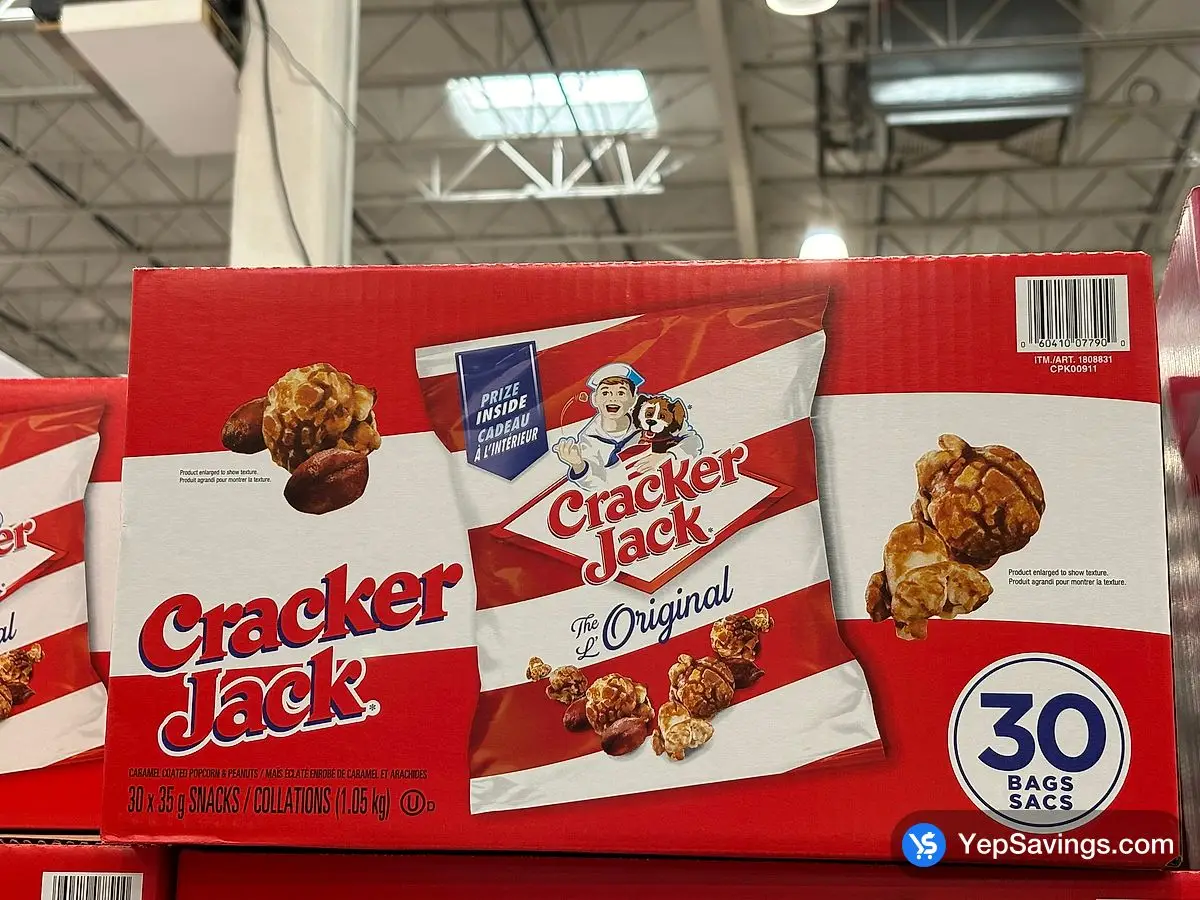 0 60410 07790 0
ITM./ART. 1808831
CPK00911
PRIZE
INSIDE
CADEAU
À L'INTÉRIEUR
Cracker
Jack
The
L'
Original
Product enlarged to show texture.
Produit agrandi pour montrer la texture.
Product enlarged to show texture.
Produit agrandi pour montrer la texture.
Cracker
Jack
CARAMEL COATED POPCORN & PEANUTS / MAÏS ÉCLATÉ ENROBÉ DE CARAMEL ET ARACHIDES
30 x 35 g SNACKS / COLLATIONS (1.05 kg) U D
30
BAGS
SACS
er
al
YepSavings.com